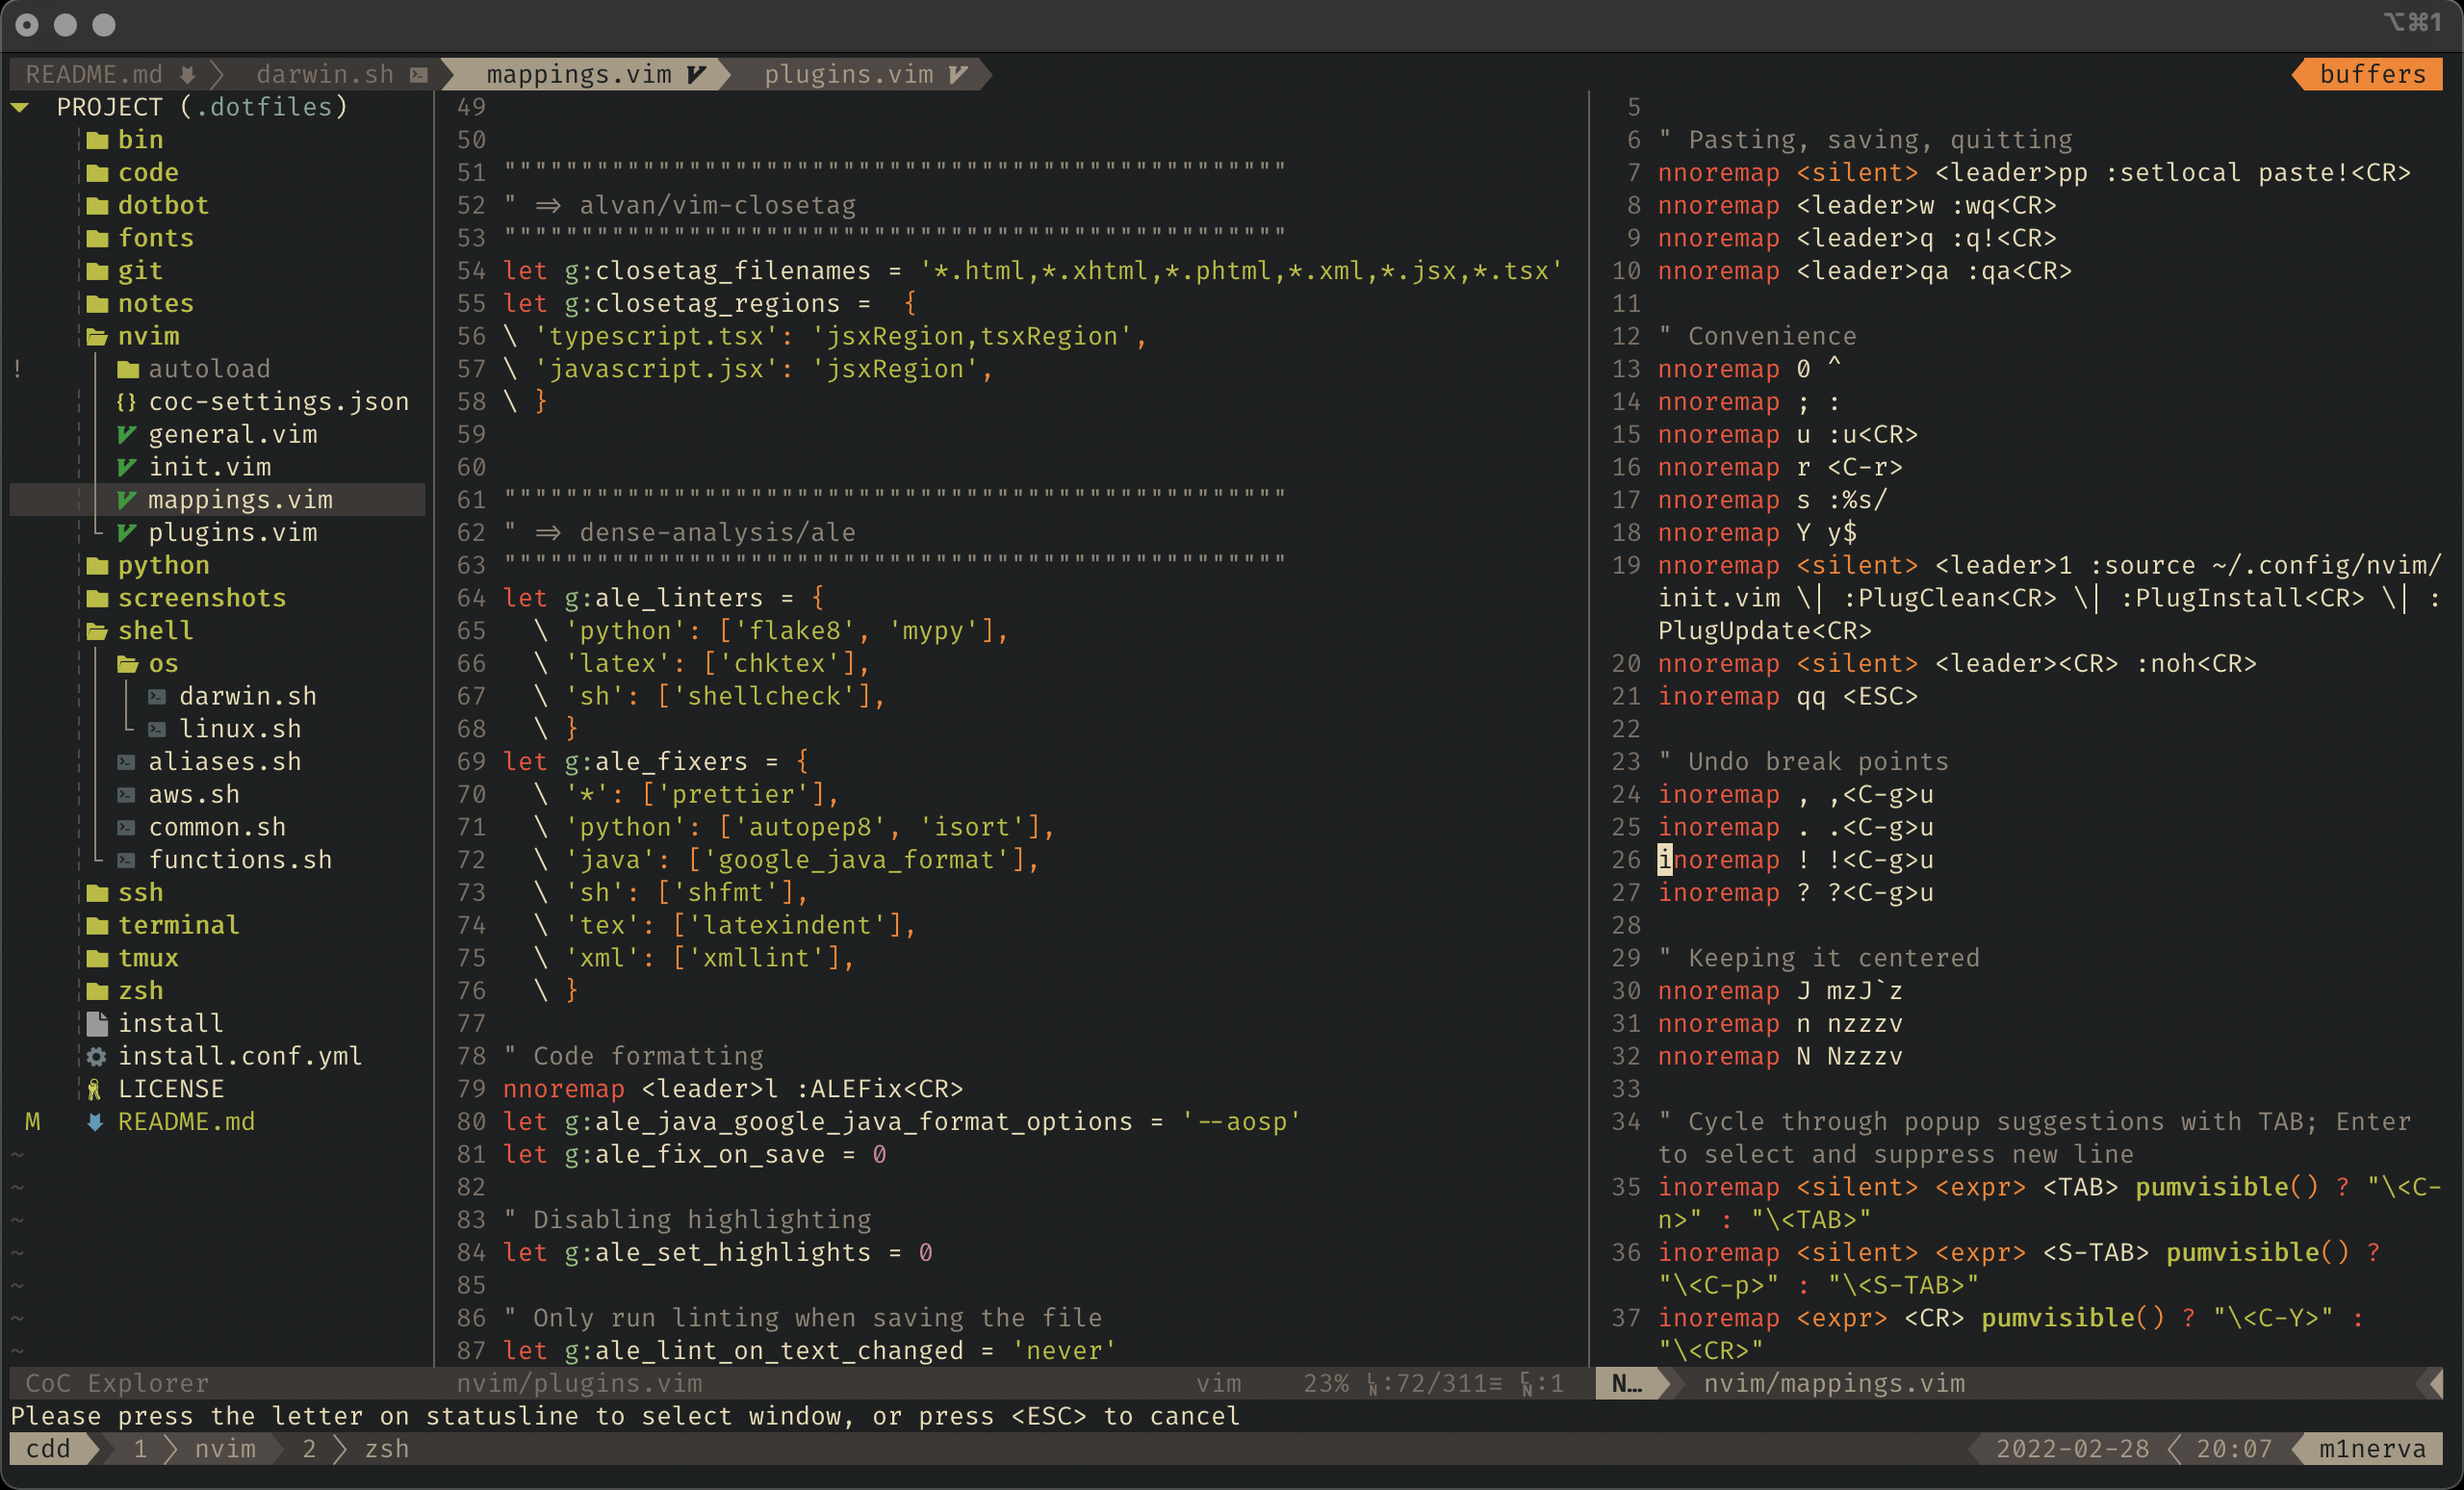 ⌥⌘1
README.md darwin.sh mappings.vim plugins.vim buffers
PROJECT (.dotfiles)
bin
code
dotbot
fonts
git
notes
nvim
! autoload
{} coc-settings.json
general.vim
init.vim
mappings.vim
plugins.vim
python
screenshots
shell
os
darwin.sh
linux.sh
aliases.sh
aws.sh
common.sh
functions.sh
ssh
terminal
tmux
zsh
install
install.conf.yml
LICENSE
M README.md
~
~
~
~
~
~
~
49
50
51 """""""""""""""""""""""""""""""""""""""""""""""""""
52 " => alvan/vim-closetag
53 """""""""""""""""""""""""""""""""""""""""""""""""""
54 let g:closetag_filenames = '*.html,*.xhtml,*.phtml,*.xml,*.jsx,*.tsx'
55 let g:closetag_regions =  {
56 \ 'typescript.tsx': 'jsxRegion,tsxRegion',
57 \ 'javascript.jsx': 'jsxRegion',
58 \ }
59
60
61 """""""""""""""""""""""""""""""""""""""""""""""""""
62 " => dense-analysis/ale
63 """""""""""""""""""""""""""""""""""""""""""""""""""
64 let g:ale_linters = {
65   \ 'python': ['flake8', 'mypy'],
66   \ 'latex': ['chktex'],
67   \ 'sh': ['shellcheck'],
68   \ }
69 let g:ale_fixers = {
70   \ '*': ['prettier'],
71   \ 'python': ['autopep8', 'isort'],
72   \ 'java': ['google_java_format'],
73   \ 'sh': ['shfmt'],
74   \ 'tex': ['latexindent'],
75   \ 'xml': ['xmllint'],
76   \ }
77
78 " Code formatting
79 nnoremap <leader>l :ALEFix<CR>
80 let g:ale_java_google_java_format_options = '--aosp'
81 let g:ale_fix_on_save = 0
82
83 " Disabling highlighting
84 let g:ale_set_highlights = 0
85
86 " Only run linting when saving the file
87 let g:ale_lint_on_text_changed = 'never'
5
6 " Pasting, saving, quitting
7 nnoremap <silent> <leader>pp :setlocal paste!<CR>
8 nnoremap <leader>w :wq<CR>
9 nnoremap <leader>q :q!<CR>
10 nnoremap <leader>qa :qa<CR>
11
12 " Convenience
13 nnoremap 0 ^
14 nnoremap ; :
15 nnoremap u :u<CR>
16 nnoremap r <C-r>
17 nnoremap s :%s/
18 nnoremap Y y$
19 nnoremap <silent> <leader>1 :source ~/.config/nvim/
init.vim \| :PlugClean<CR> \| :PlugInstall<CR> \| :
PlugUpdate<CR>
20 nnoremap <silent> <leader><CR> :noh<CR>
21 inoremap qq <ESC>
22
23 " Undo break points
24 inoremap , ,<C-g>u
25 inoremap . .<C-g>u
26 inoremap ! !<C-g>u
27 inoremap ? ?<C-g>u
28
29 " Keeping it centered
30 nnoremap J mzJ`z
31 nnoremap n nzzzv
32 nnoremap N Nzzzv
33
34 " Cycle through popup suggestions with TAB; Enter
to select and suppress new line
35 inoremap <silent> <expr> <TAB> pumvisible() ? "\<C-
n>" : "\<TAB>"
36 inoremap <silent> <expr> <S-TAB> pumvisible() ?
"\<C-p>" : "\<S-TAB>"
37 inoremap <expr> <CR> pumvisible() ? "\<C-Y>" :
"\<CR>"
CoC Explorer nvim/plugins.vim vim 23% LN:72/311≡ CN:1 N… nvim/mappings.vim
Please press the letter on statusline to select window, or press <ESC> to cancel
cdd 1 nvim 2 zsh 2022-02-28 20:07 m1nerva